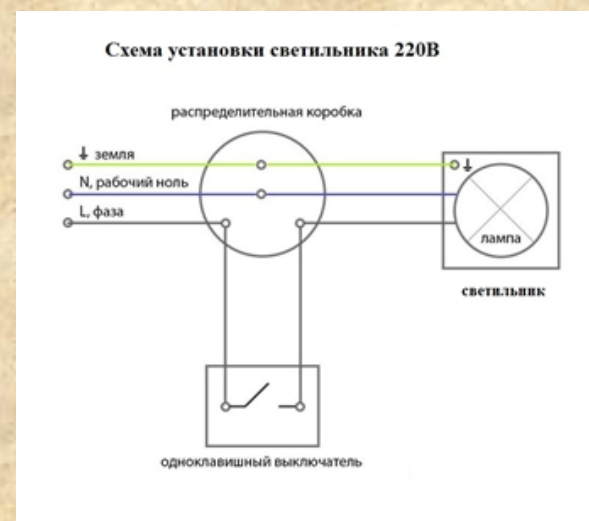 Схема установки светильника 220В
распределительная коробка
земля
N, рабочий ноль
L, фаза
лампа
светильник
одноклавишный выключатель